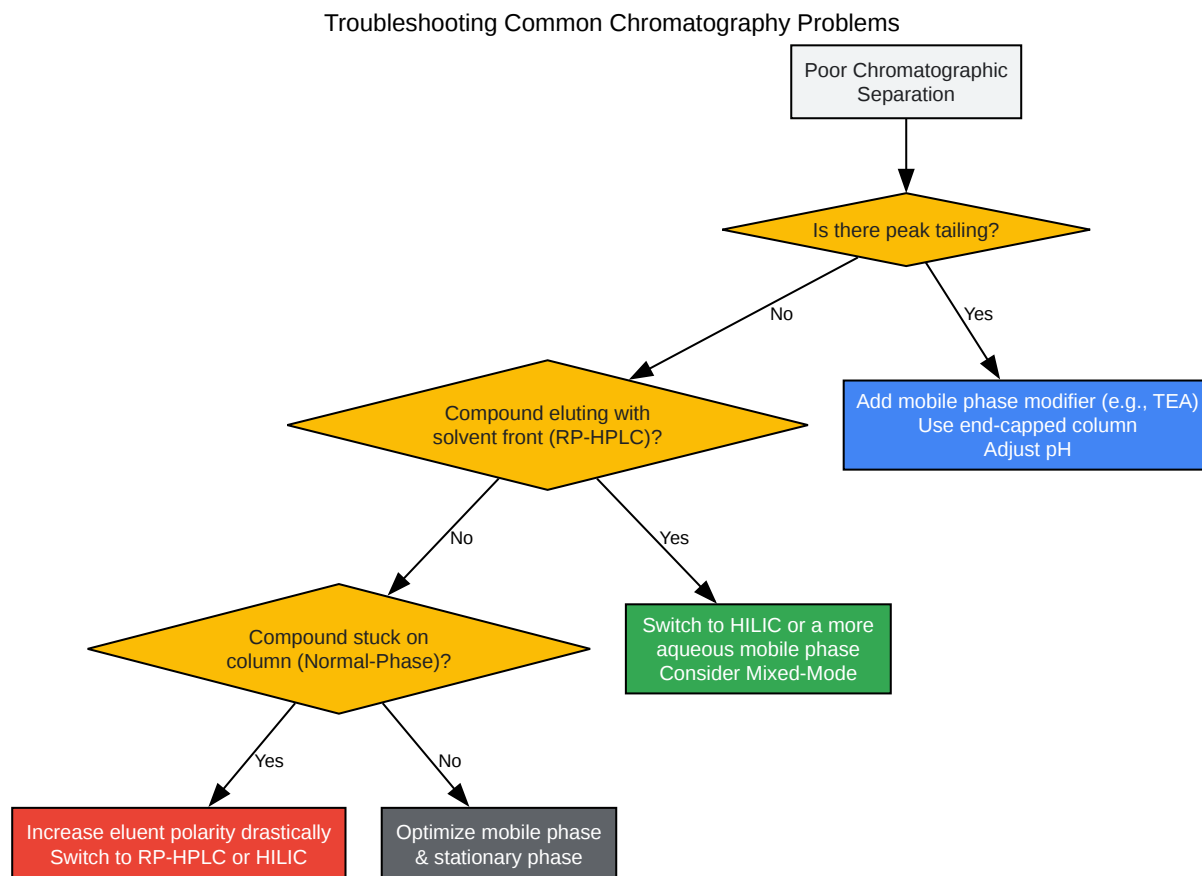 Troubleshooting Common Chromatography Problems
Poor Chromatographic
Separation
Is there peak tailing?
No
Yes
Compound eluting with
solvent front (RP-HPLC)?
Add mobile phase modifier (e.g., TEA)
Use end-capped column
Adjust pH
No
Yes
Compound stuck on
column (Normal-Phase)?
Switch to HILIC or a more
aqueous mobile phase
Consider Mixed-Mode
Yes
No
Increase eluent polarity drastically
Switch to RP-HPLC or HILIC
Optimize mobile phase
& stationary phase